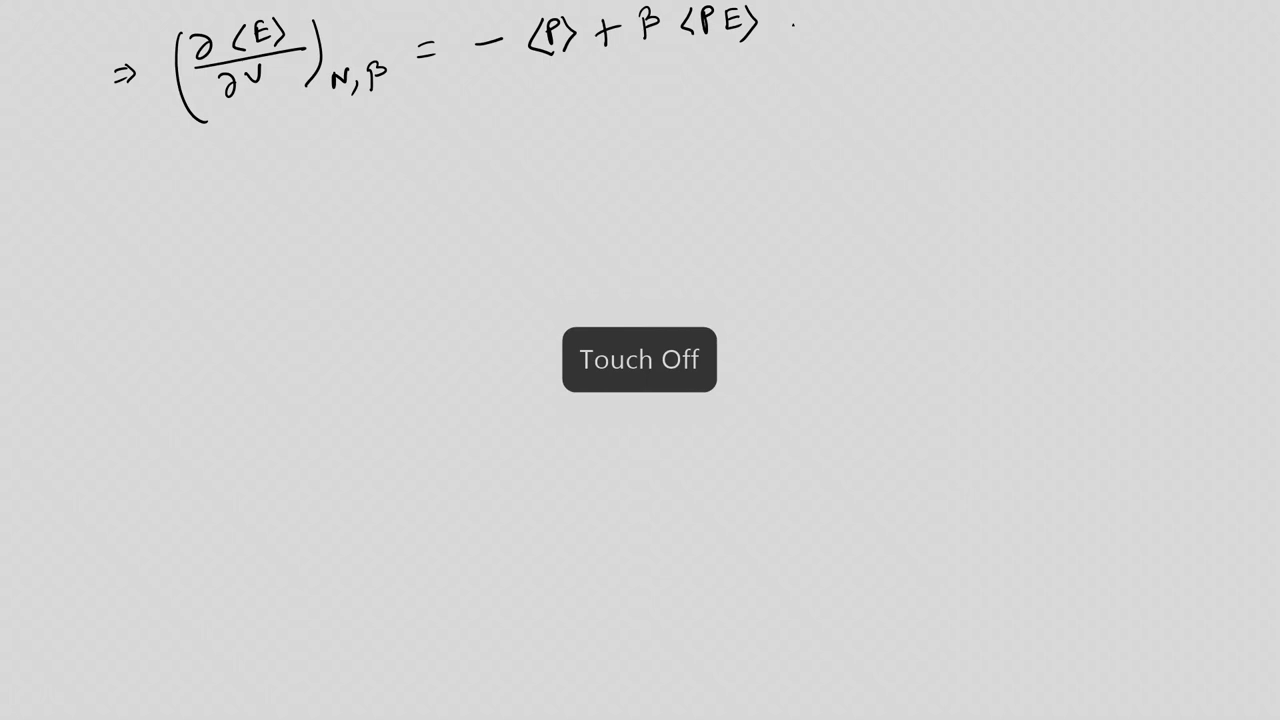 ⇒ (∂⟨E⟩/∂V)_{N,β} = - ⟨P⟩ + β ⟨PE⟩ .
Touch Off